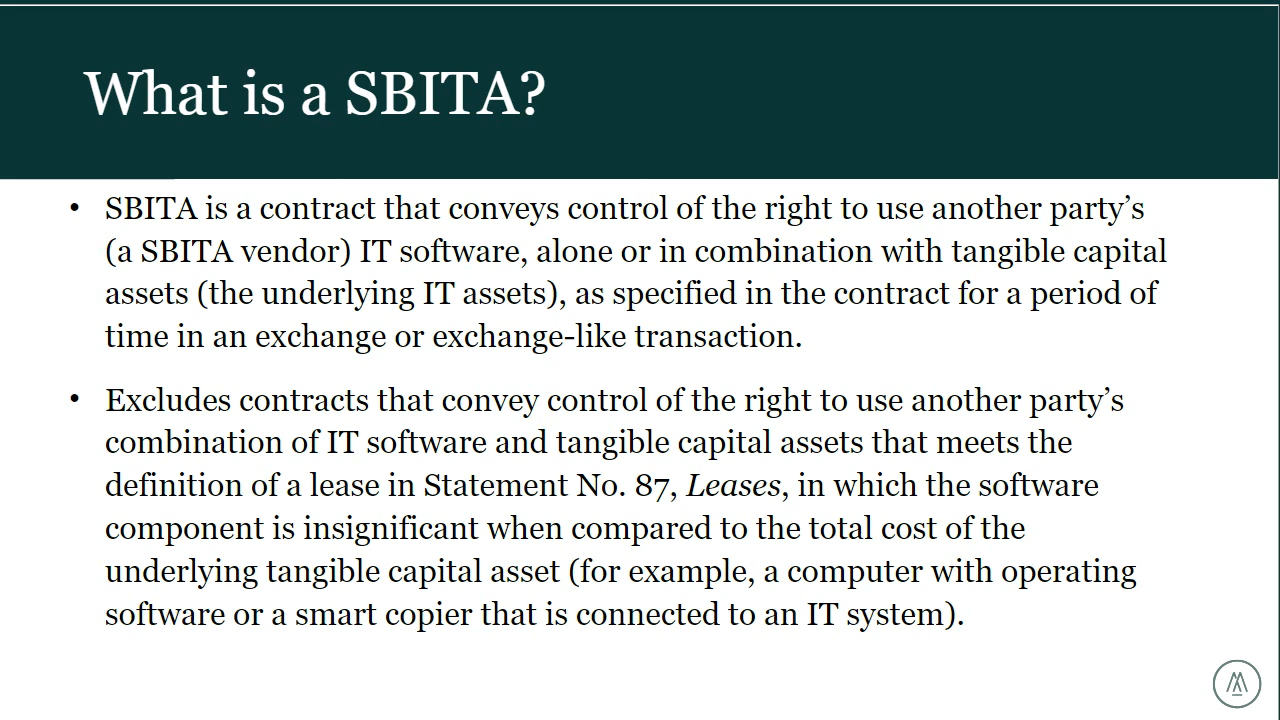 What is a SBITA?
• SBITA is a contract that conveys control of the right to use another party’s
(a SBITA vendor) IT software, alone or in combination with tangible capital
assets (the underlying IT assets), as specified in the contract for a period of
time in an exchange or exchange-like transaction.
• Excludes contracts that convey control of the right to use another party’s
combination of IT software and tangible capital assets that meets the
definition of a lease in Statement No. 87, Leases, in which the software
component is insignificant when compared to the total cost of the
underlying tangible capital asset (for example, a computer with operating
software or a smart copier that is connected to an IT system).